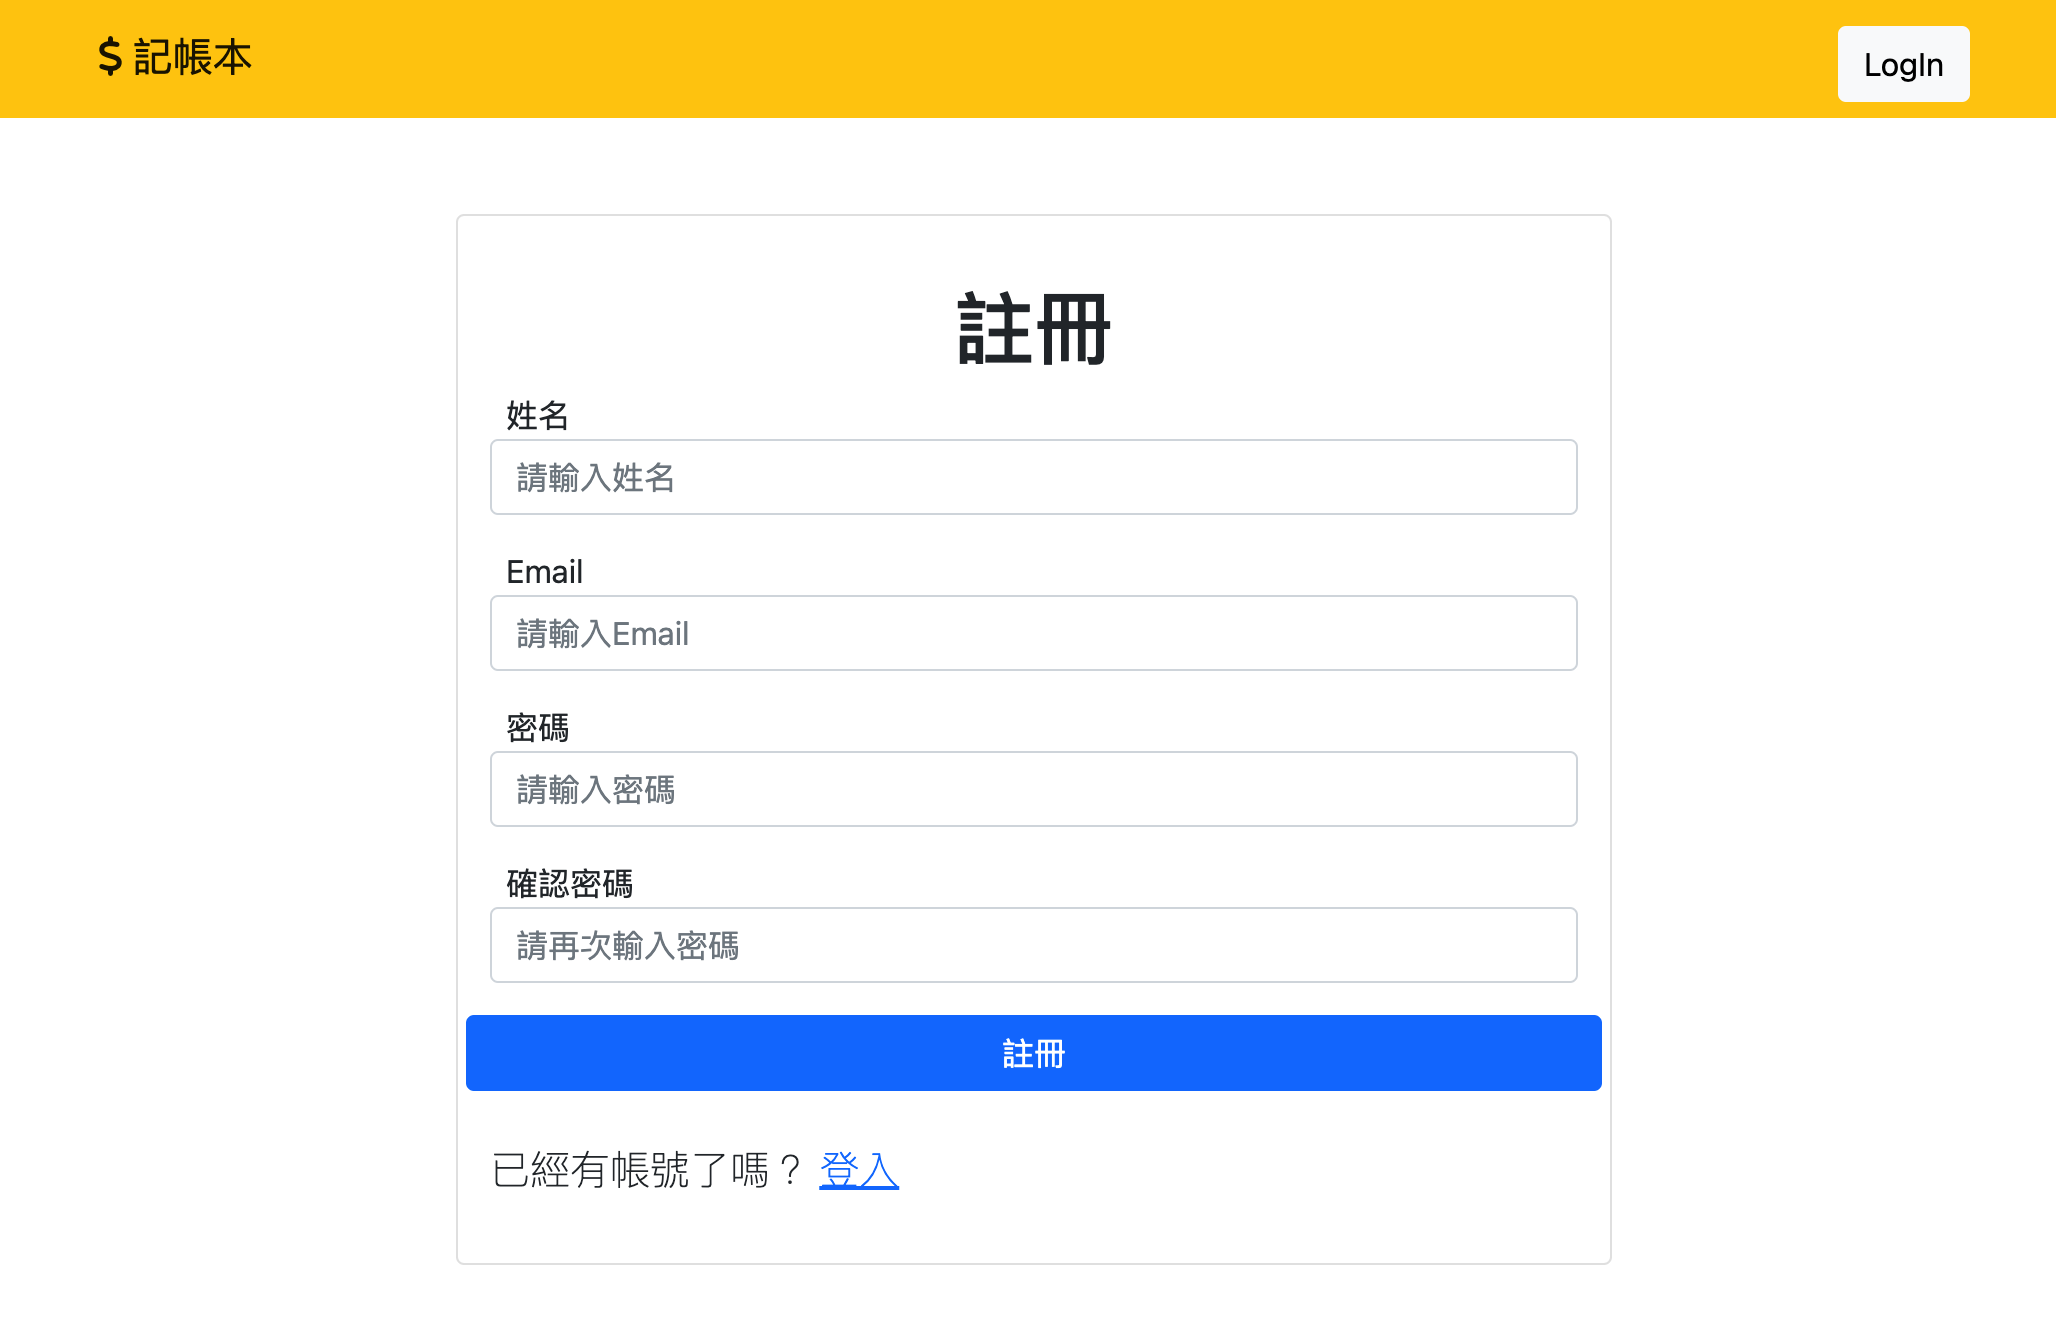 $ 記帳本
LogIn
註冊
姓名
請輸入姓名
Email
請輸入Email
密碼
請輸入密碼
確認密碼
請再次輸入密碼
註冊
已經有帳號了嗎？ 登入